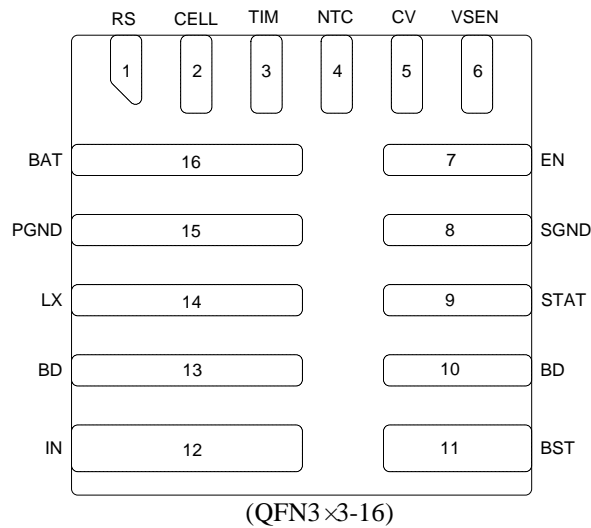 RS CELL TIM NTC CV VSEN
1 2 3 4 5 6
BAT 16 7 EN
PGND 15 8 SGND
LX 14 9 STAT
BD 13 10 BD
IN 12 11 BST
(QFN3×3-16)